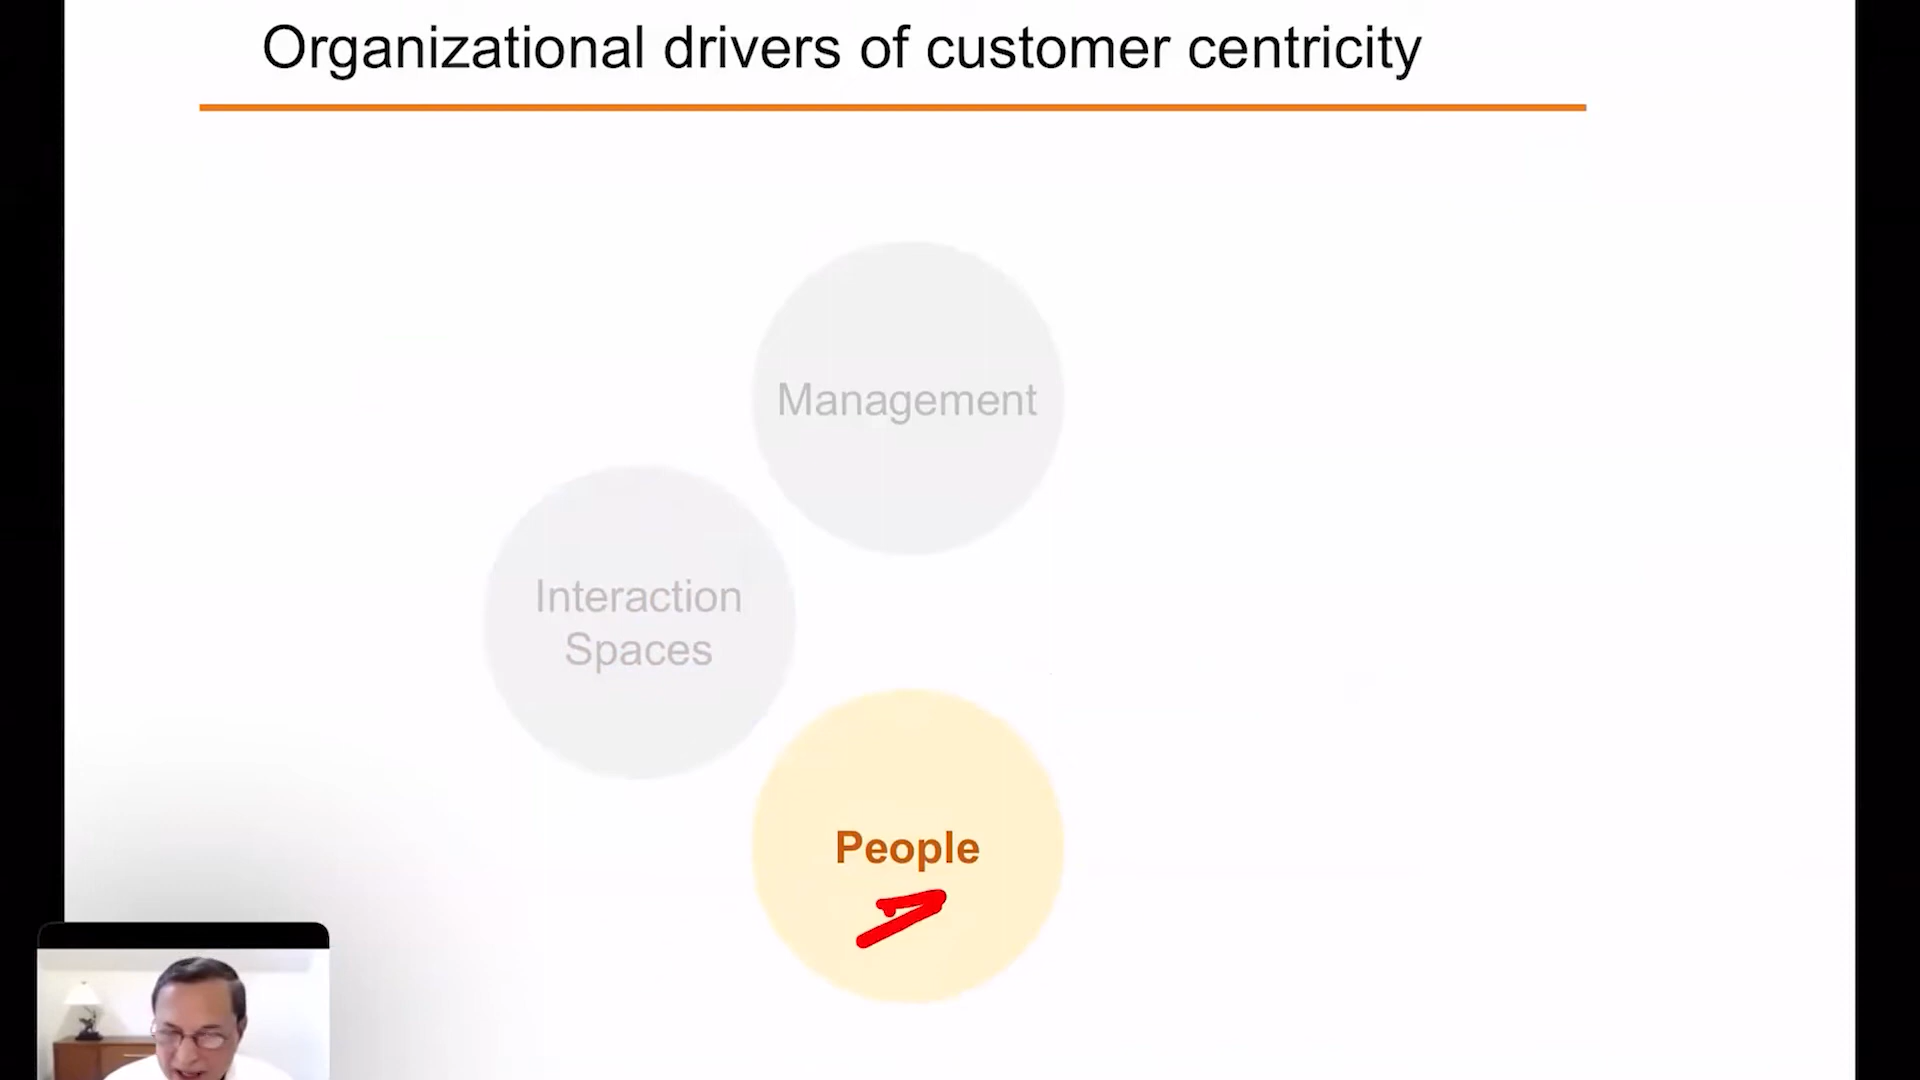 Organizational drivers of customer centricity
Management
Interaction
Spaces
People